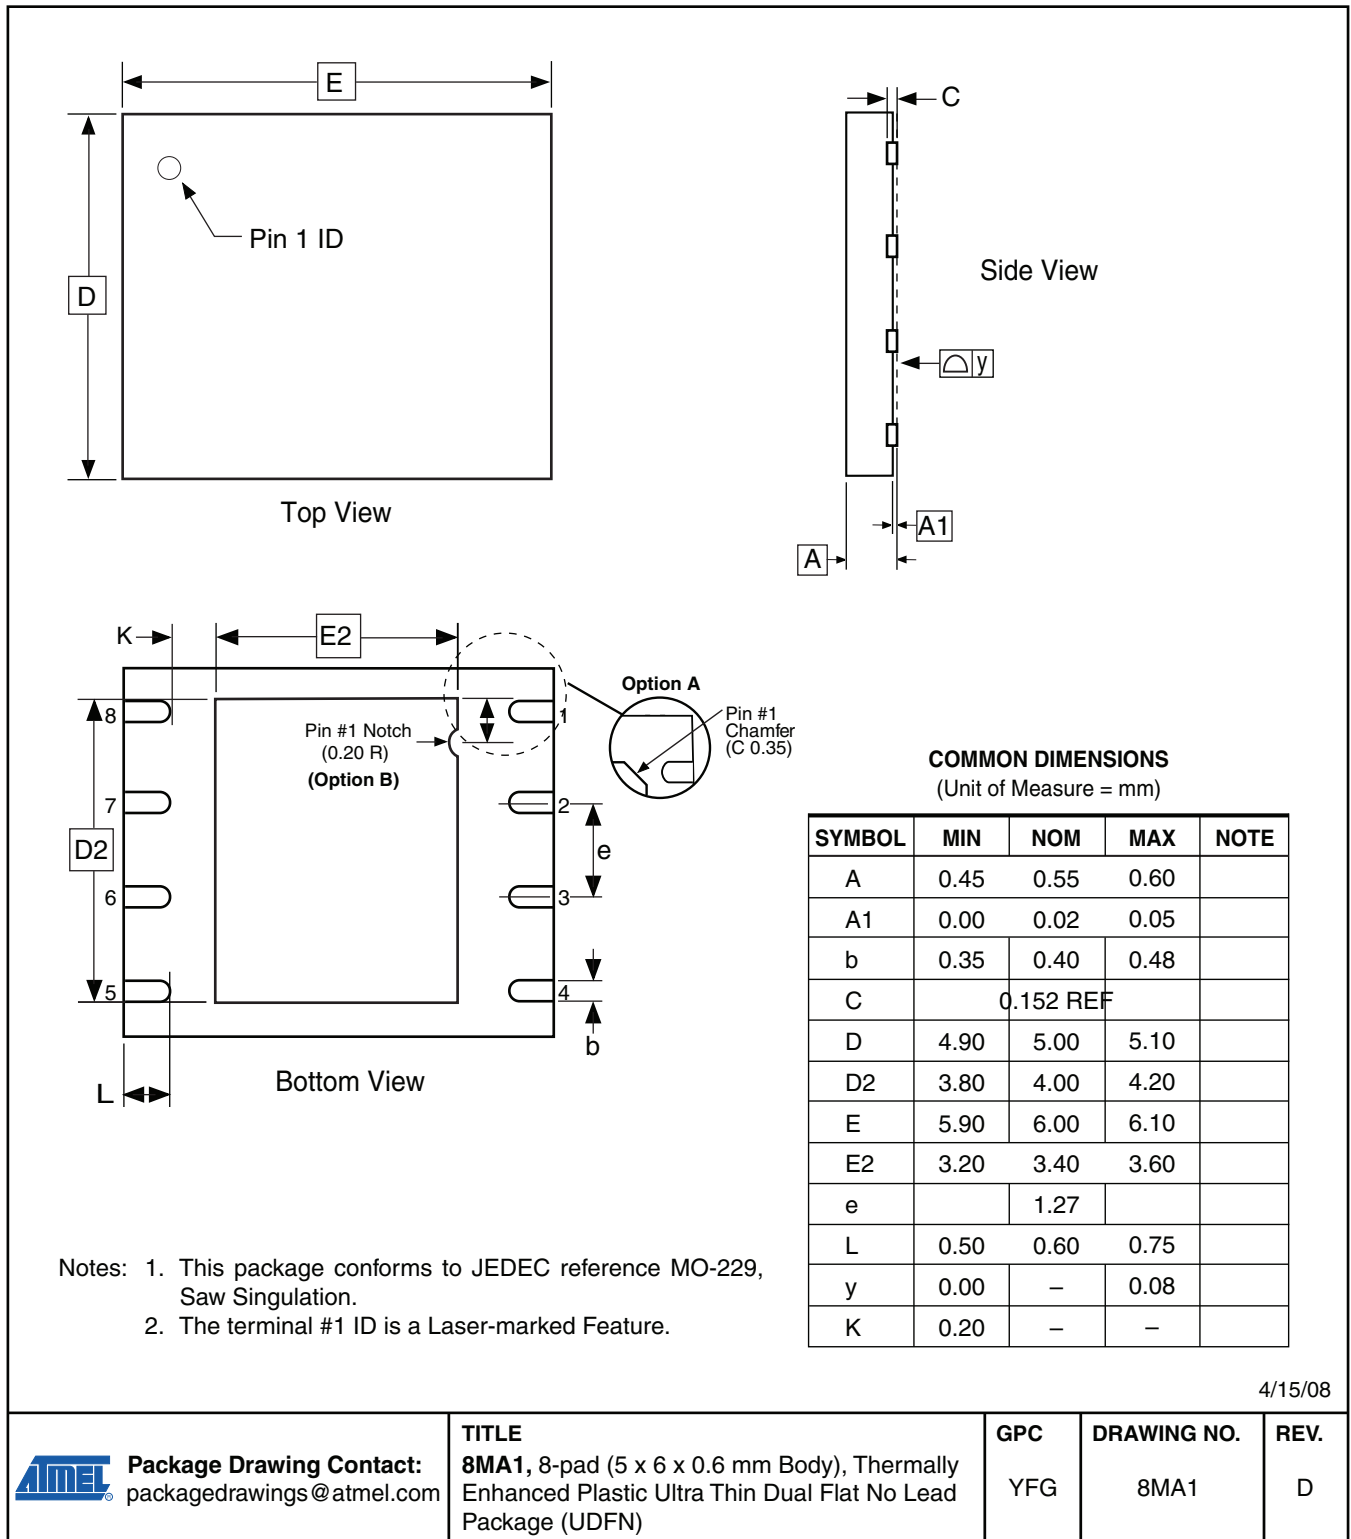 E
C
Pin 1 ID
D
Side View
y
Top View
A1
A
K
E2
Option A
8
1
Pin #1 Notch
(0.20 R)
(Option B)
Pin #1
Chamfer
(C 0.35)
7
2
D2
e
6
3
5
4
b
Bottom View
L
COMMON DIMENSIONS
(Unit of Measure = mm)
SYMBOL MIN NOM MAX NOTE
A 0.45 0.55 0.60
A1 0.00 0.02 0.05
b 0.35 0.40 0.48
C 0.152 REF
D 4.90 5.00 5.10
D2 3.80 4.00 4.20
E 5.90 6.00 6.10
E2 3.20 3.40 3.60
e 1.27
L 0.50 0.60 0.75
y 0.00 – 0.08
K 0.20 – –
Notes: 1. This package conforms to JEDEC reference MO-229,
Saw Singulation.
2. The terminal #1 ID is a Laser-marked Feature.
4/15/08
ATMEL®
Package Drawing Contact:
packagedrawings@atmel.com
TITLE
8MA1, 8-pad (5 x 6 x 0.6 mm Body), Thermally
Enhanced Plastic Ultra Thin Dual Flat No Lead
Package (UDFN)
GPC
YFG
DRAWING NO.
8MA1
REV.
D